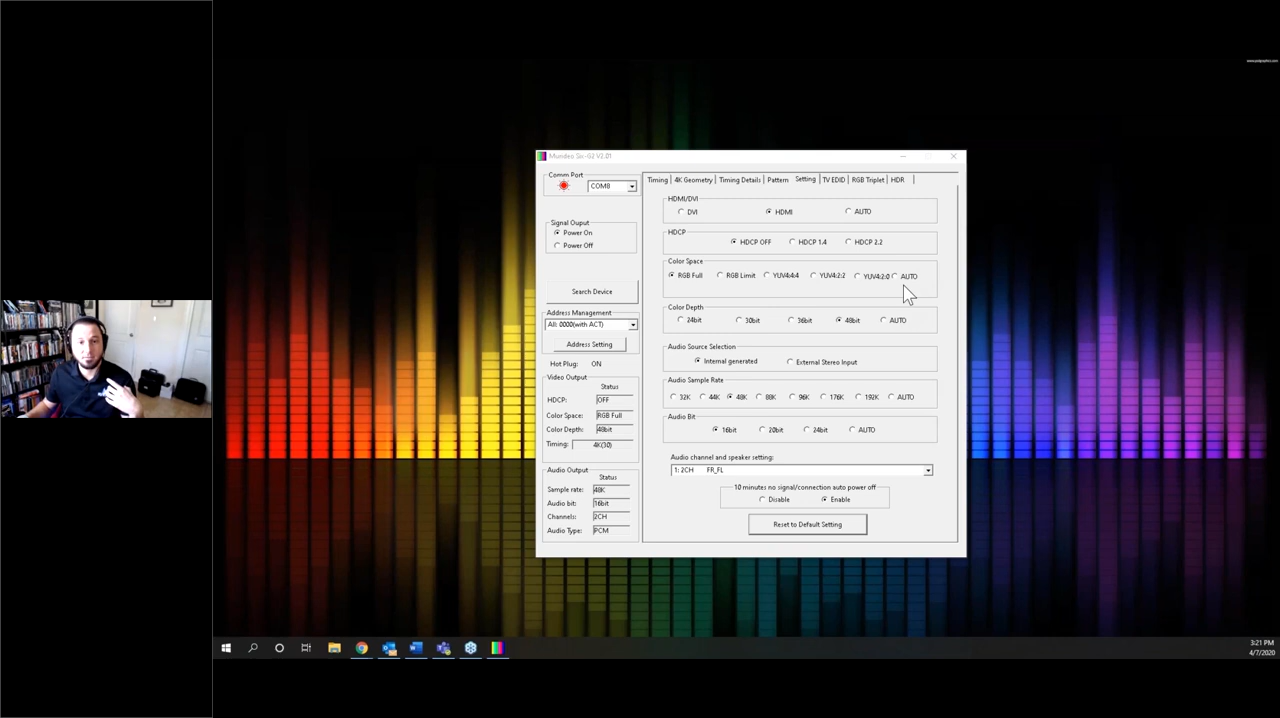 www.yodgraphics.com
Murideo Six-G2 V2.01
Comm Port
COM8
Timing 4K Geometry Timing Details Pattern Setting TV EDID RGB Triplet HDR
HDMI/DVI
DVI HDMI AUTO
Signal Ouput
Power On
Power Off
HDCP
HDCP OFF HDCP 1.4 HDCP 2.2
Color Space
RGB Full RGB Limit YUV4:4:4 YUV4:2:2 YUV4:2:0 AUTO
Search Device
Address Management
All: 0000(with ACT)
Address Setting
Color Depth
24bit 30bit 36bit 48bit AUTO
Audio Source Selection
Internal generated External Stereo Input
Hot Plug: ON
Video Output
Status
HDCP: OFF
Color Space: RGB Full
Color Depth: 48bit
Timing: 4K(30)
Audio Sample Rate
32K 44K 48K 88K 96K 176K 192K AUTO
Audio Bit
16bit 20bit 24bit AUTO
Audio channel and speaker setting:
1: 2CH FR_FL
Audio Output
Status
Sample rate: 48K
Audio bit: 16bit
Channels: 2CH
Audio Type: PCM
10 minutes no signal/connection auto power off
Disable Enable
Reset to Default Setting
3:21 PM
4/7/2020